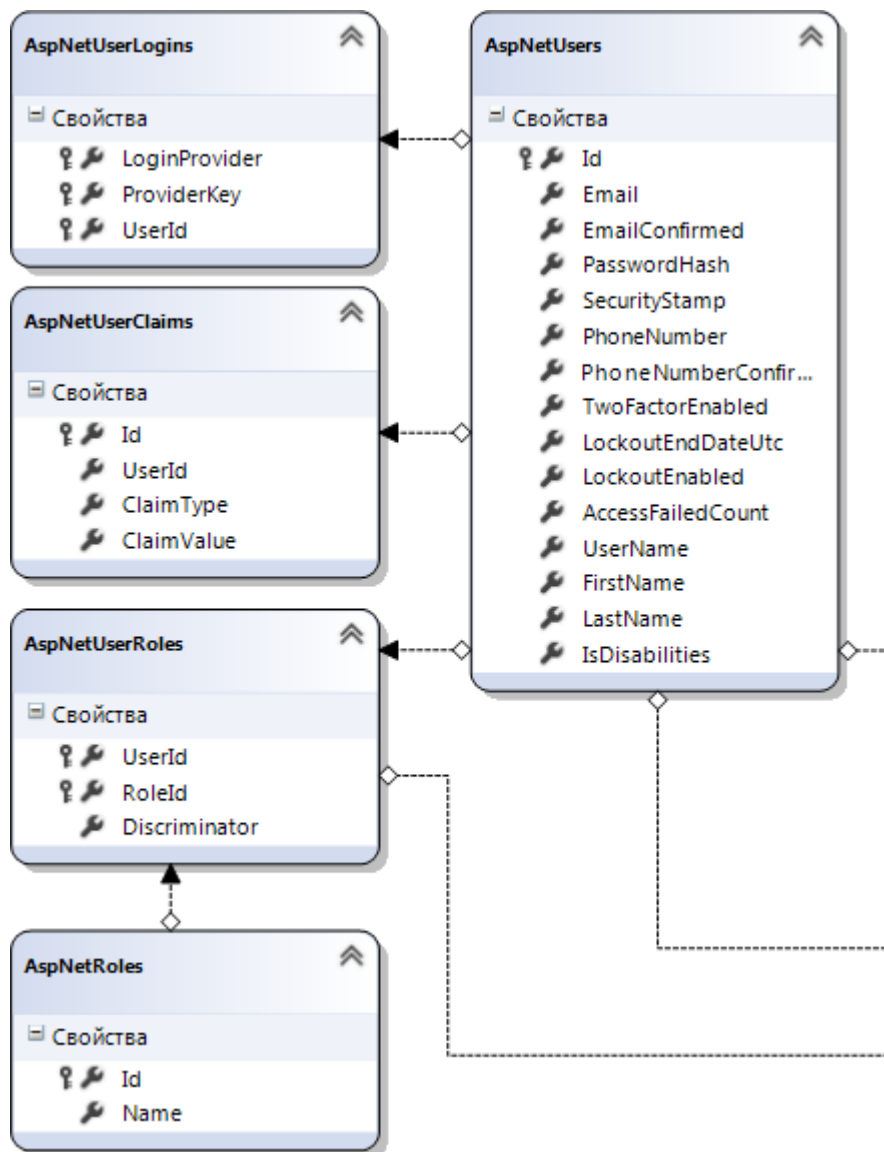 AspNetUserLogins
Свойства
LoginProvider
ProviderKey
UserId
AspNetUserClaims
Свойства
Id
UserId
ClaimType
ClaimValue
AspNetUserRoles
Свойства
UserId
RoleId
Discriminator
AspNetRoles
Свойства
Id
Name
AspNetUsers
Свойства
Id
Email
EmailConfirmed
PasswordHash
SecurityStamp
PhoneNumber
PhoneNumberConfir...
TwoFactorEnabled
LockoutEndDateUtc
LockoutEnabled
AccessFailedCount
UserName
FirstName
LastName
IsDisabilities